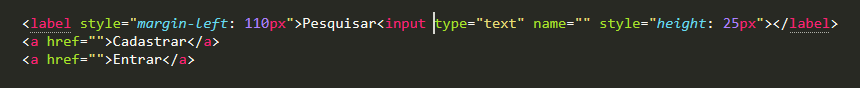 <label style="margin-left: 110px">Pesquisar<input type="text" name="" style="height: 25px"></label>
<a href="">Cadastrar</a>
<a href="">Entrar</a>